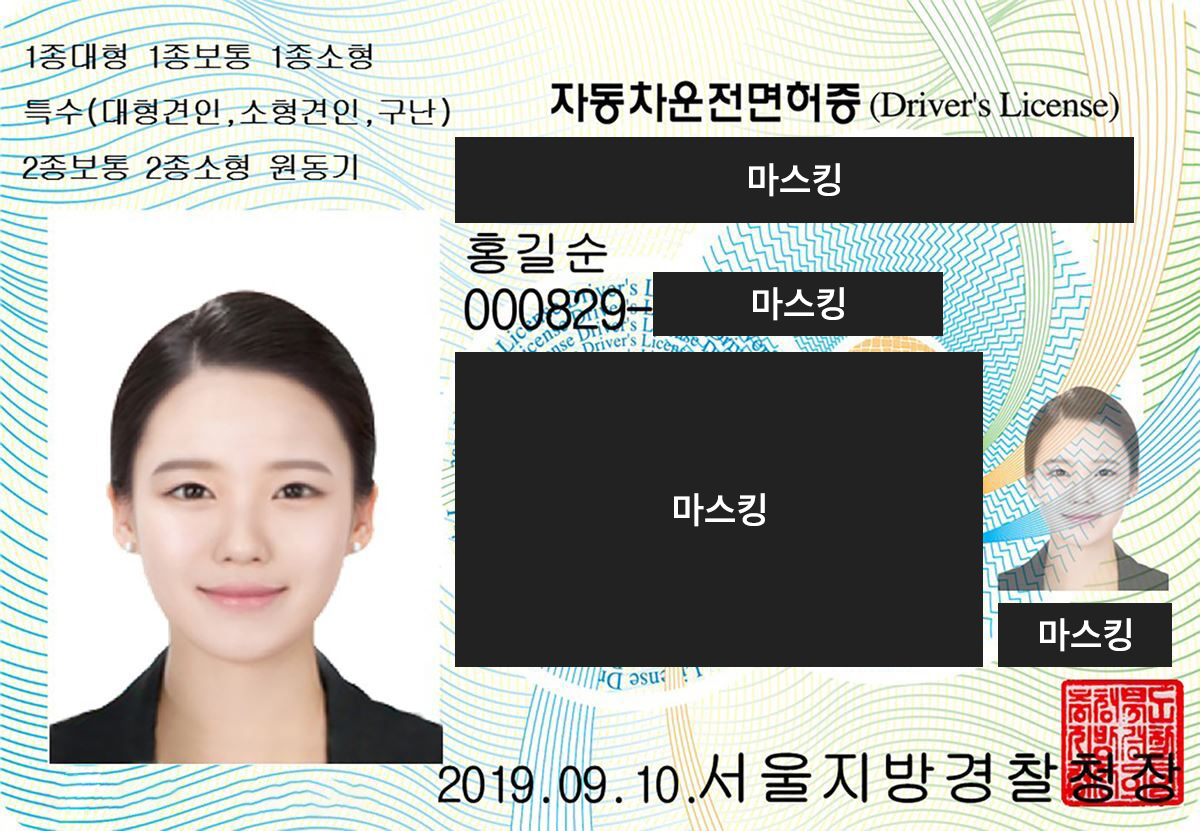 1종대형 1종보통 1종소형
특수(대형견인,소형견인,구난)
2종보통 2종소형 원동기
자동차운전면허증 (Driver's License)
마스킹
홍길순
000829-
마스킹
마스킹
마스킹
2019.09.10.서울지방경찰청장